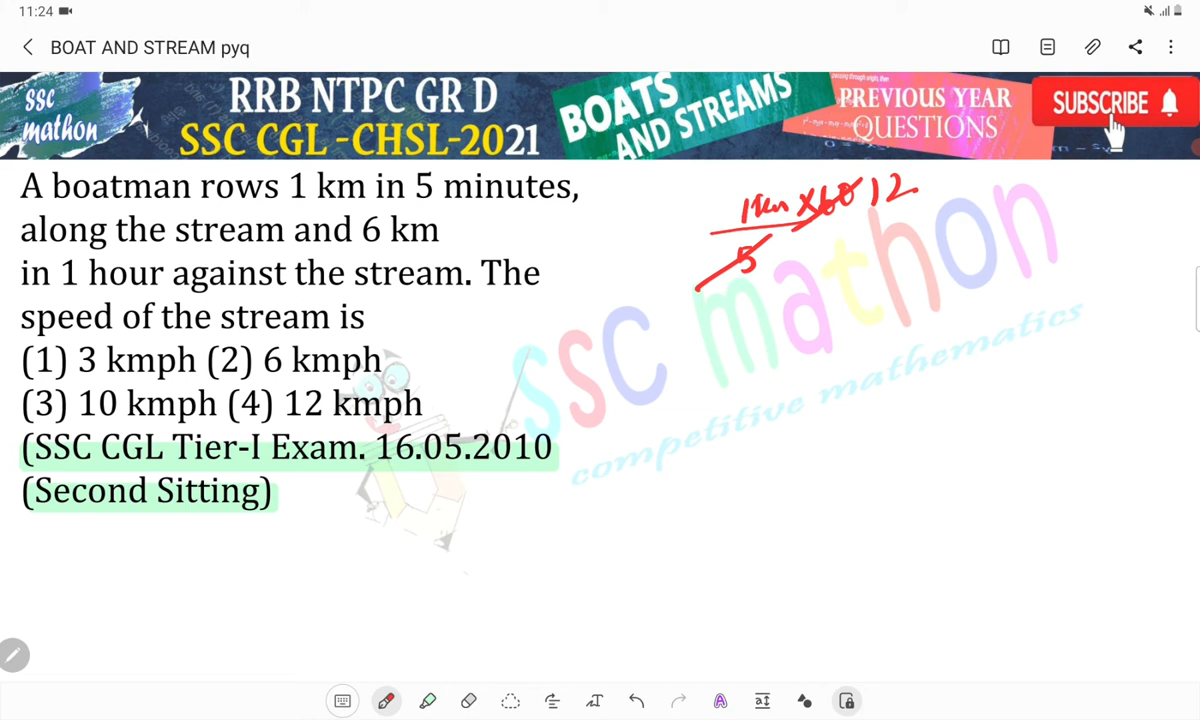 11:24
BOAT AND STREAM pyq
SSC
mathon
RRB NTPC GR D
SSC CGL -CHSL-2021
BOATS
AND STREAMS
PREVIOUS YEAR
QUESTIONS
SUBSCRIBE
A boatman rows 1 km in 5 minutes,
along the stream and 6 km
in 1 hour against the stream. The
speed of the stream is
(1) 3 kmph (2) 6 kmph
(3) 10 kmph (4) 12 kmph
(SSC CGL Tier-I Exam. 16.05.2010
(Second Sitting)
1km ×60 12
5
ssc mathon
competitive mathematics